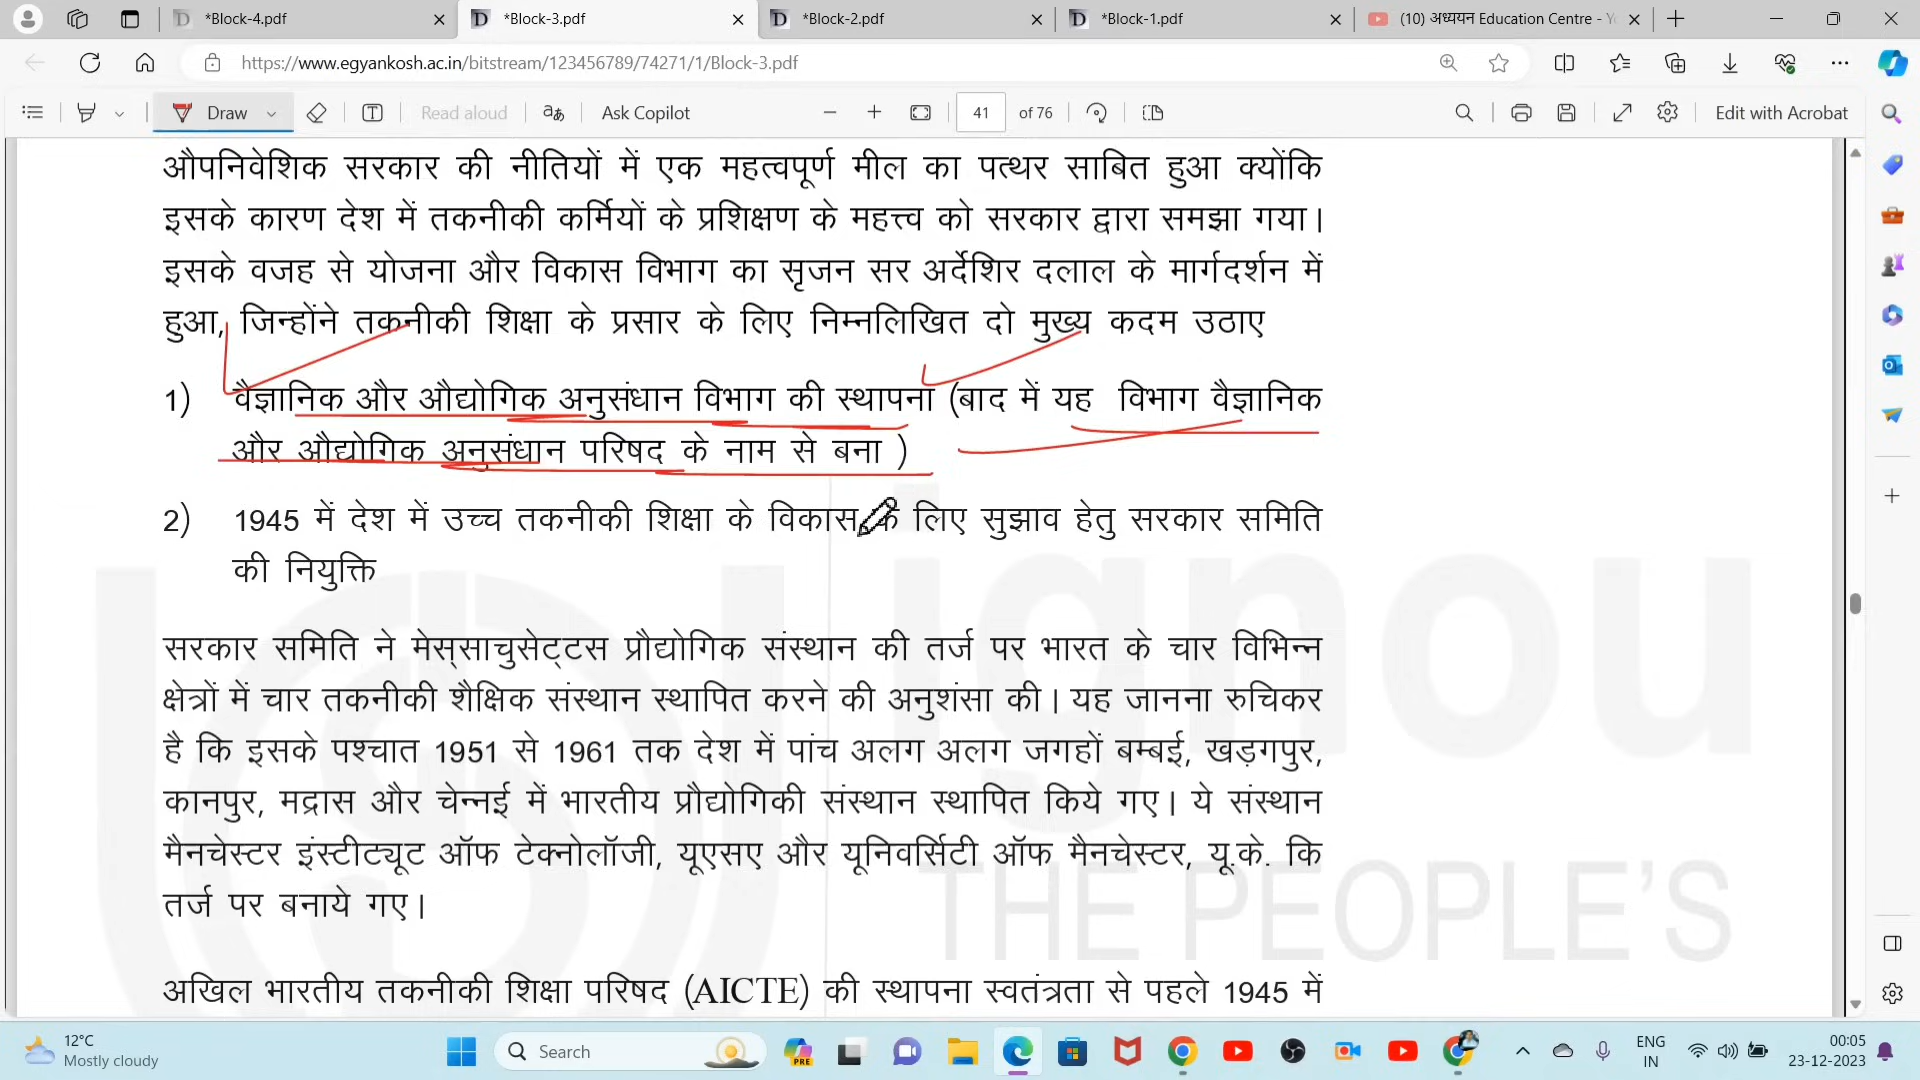 *Block-4.pdf
*Block-3.pdf
*Block-2.pdf
*Block-1.pdf
(10) अध्ययन Education Centre - Y
https://www.egyankosh.ac.in/bitstream/123456789/74271/1/Block-3.pdf
Draw
Read aloud
Ask Copilot
41 of 76
Edit with Acrobat
औपनिवेशिक सरकार की नीतियों में एक महत्वपूर्ण मील का पत्थर साबित हुआ क्योंकि
इसके कारण देश में तकनीकी कर्मियों के प्रशिक्षण के महत्त्व को सरकार द्वारा समझा गया।
इसके वजह से योजना और विकास विभाग का सृजन सर अर्देशिर दलाल के मार्गदर्शन में
हुआ, जिन्होंने तकनीकी शिक्षा के प्रसार के लिए निम्नलिखित दो मुख्य कदम उठाए
1) वैज्ञानिक और औद्योगिक अनुसंधान विभाग की स्थापना (बाद में यह विभाग वैज्ञानिक
और औद्योगिक अनुसंधान परिषद के नाम से बना )
2) 1945 में देश में उच्च तकनीकी शिक्षा के विकास के लिए सुझाव हेतु सरकार समिति
की नियुक्ति
सरकार समिति ने मेस्साचुसेट्टस प्रौद्योगिक संस्थान की तर्ज पर भारत के चार विभिन्न
क्षेत्रों में चार तकनीकी शैक्षिक संस्थान स्थापित करने की अनुशंसा की। यह जानना रुचिकर
है कि इसके पश्चात 1951 से 1961 तक देश में पांच अलग अलग जगहों बम्बई, खड़गपुर,
कानपुर, मद्रास और चेन्नई में भारतीय प्रौद्योगिकी संस्थान स्थापित किये गए। ये संस्थान
मैनचेस्टर इंस्टीट्यूट ऑफ टेक्नोलॉजी, यूएसए और यूनिवर्सिटी ऑफ मैनचेस्टर, यू.के. कि
तर्ज पर बनाये गए।
अखिल भारतीय तकनीकी शिक्षा परिषद (AICTE) की स्थापना स्वतंत्रता से पहले 1945 में
ignou
THE PEOPLE'S
12°C
Mostly cloudy
Search
PRE
ENG
IN
00:05
23-12-2023